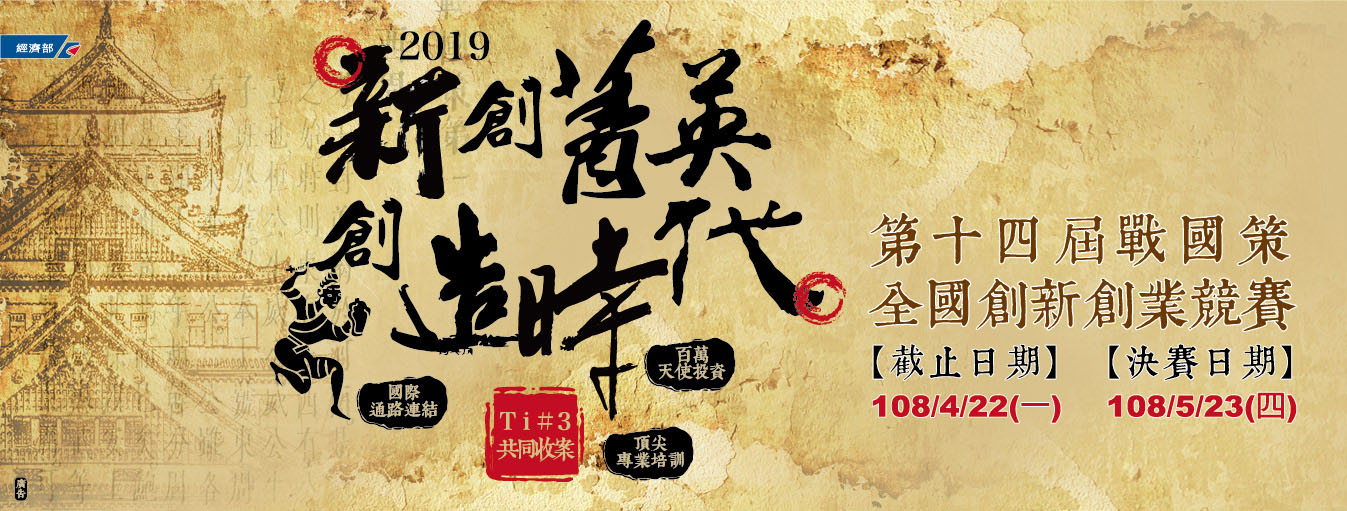 經濟部
2019
新創菁英
創造時代
國際
通路連結
Ti#3
共同收案
百萬
天使投資
頂尖
專業培訓
第十四屆戰國策
全國創新創業競賽
【截止日期】 【決賽日期】
108/4/22(一) 108/5/23(四)
廣告